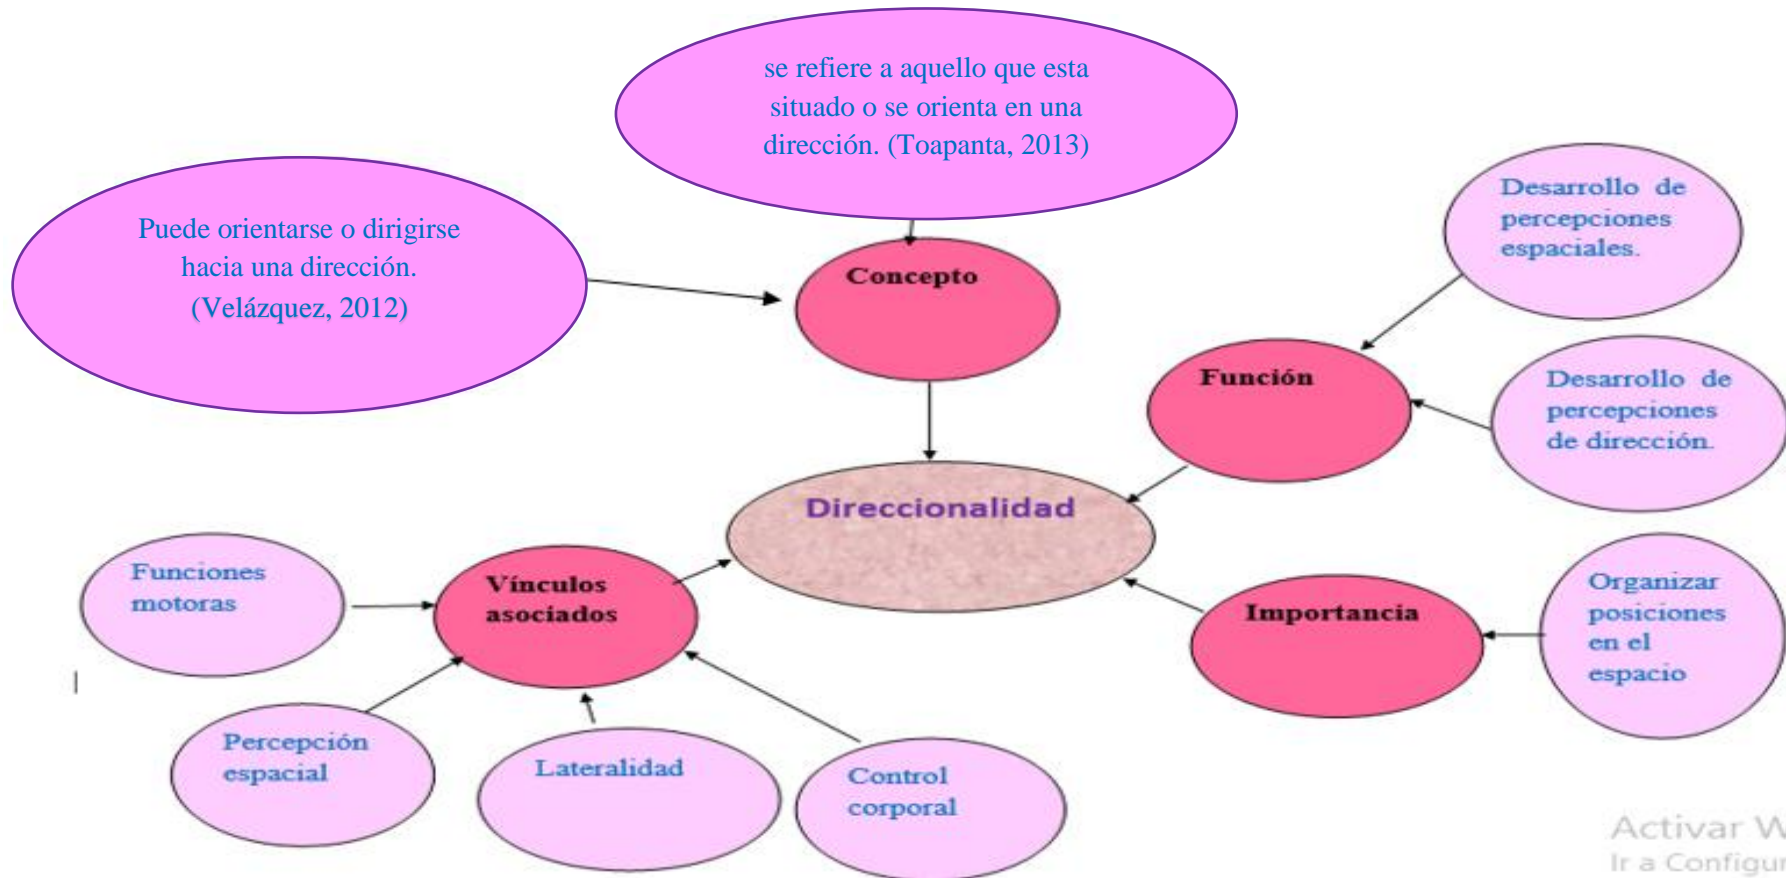 se refiere a aquello que esta
situado o se orienta en una
dirección. (Toapanta, 2013)
Puede orientarse o dirigirse
hacia una dirección.
(Velázquez, 2012)
Concepto
Desarrollo de
percepciones
espaciales.
Función
Desarrollo de
percepciones
de dirección.
Direccionalidad
Funciones
motoras
Vínculos
asociados
Importancia
Organizar
posiciones
en el
espacio
Percepción
espacial
Lateralidad
Control
corporal
Activar W
Ir a Configur